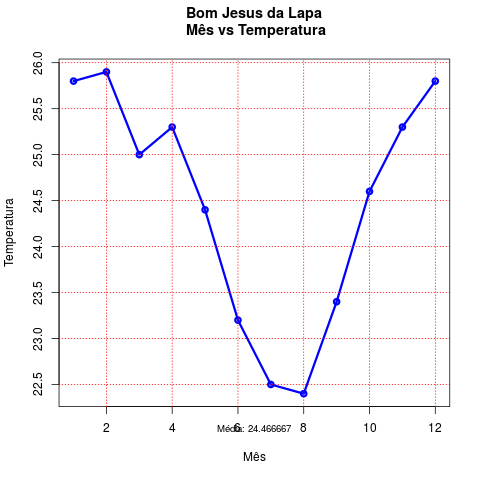 Bom Jesus da Lapa
Mês vs Temperatura
Temperatura
26.0
25.5
25.0
24.5
24.0
23.5
23.0
22.5
2 4 6 8 10 12
Média: 24.466667
Mês